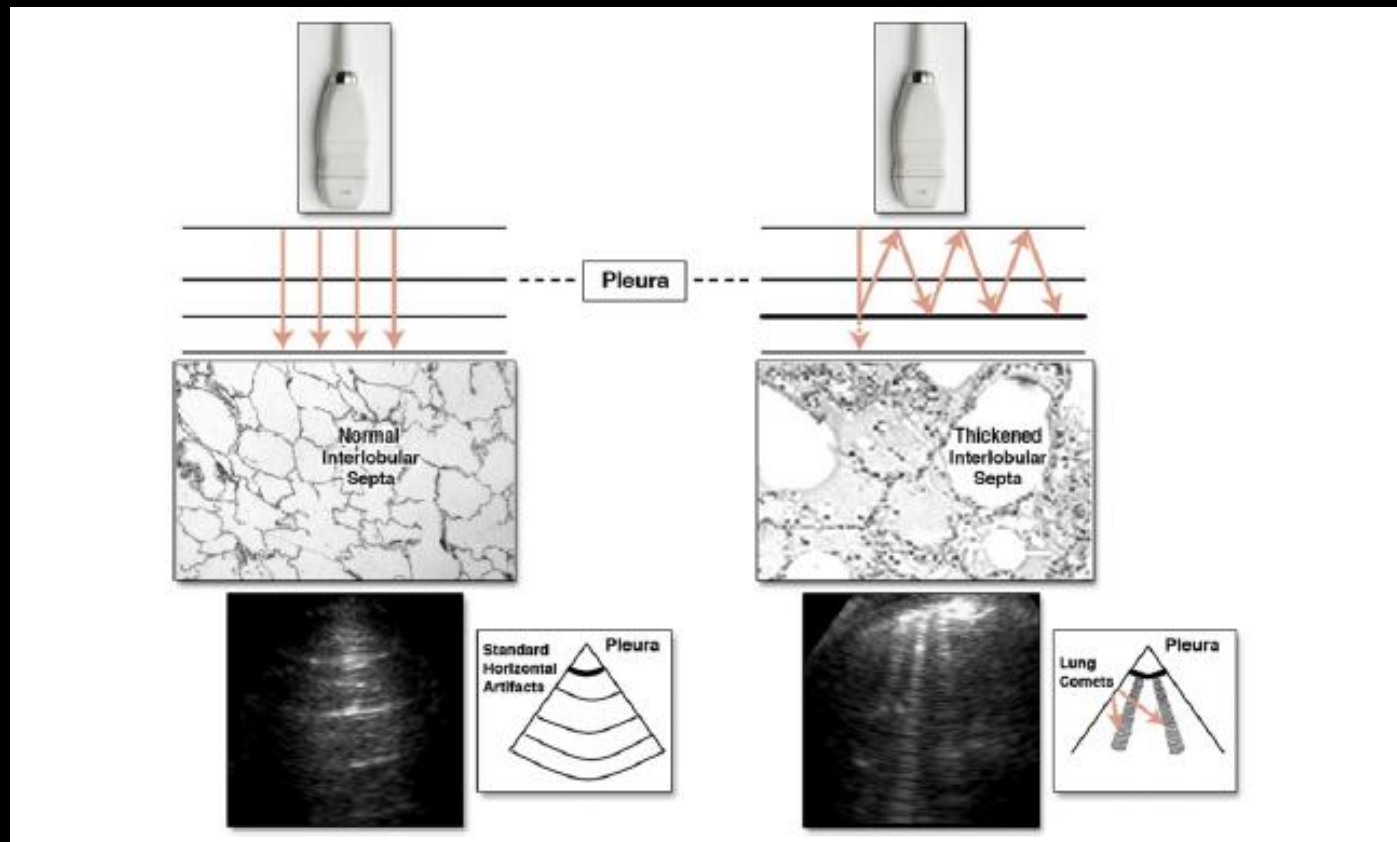 Pleura
Normal
Interlobular
Septa
Thickened
Interlobular
Septa
Standard
Horizontal
Artifacts
Pleura
Lung
Comets
Pleura